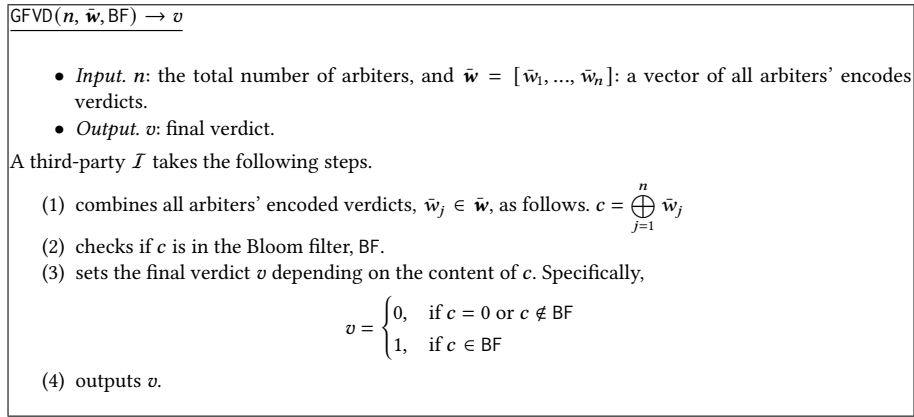 GFVD(n, w̄, BF) → v
• Input. n: the total number of arbiters, and w̄ = [w̄₁, ..., w̄ₙ]: a vector of all arbiters' encodes
verdicts.
• Output. v: final verdict.
A third-party I takes the following steps.
(1) combines all arbiters' encoded verdicts, w̄ⱼ ∈ w̄, as follows. c = ⊕ⁿⱼ₌₁ w̄ⱼ
(2) checks if c is in the Bloom filter, BF.
(3) sets the final verdict v depending on the content of c. Specifically,
v = { 0, if c = 0 or c ∉ BF
1, if c ∈ BF
(4) outputs v.